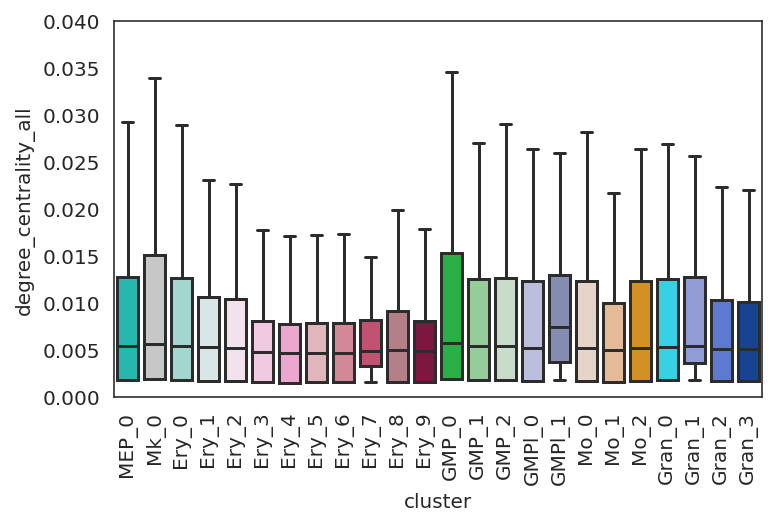 degree_centrality_all
0.040
0.035
0.030
0.025
0.020
0.015
0.010
0.005
0.000
MEP_0
Mk_0
Ery_0
Ery_1
Ery_2
Ery_3
Ery_4
Ery_5
Ery_6
Ery_7
Ery_8
Ery_9
GMP_0
GMP_1
GMP_2
GMPl_0
GMPl_1
Mo_0
Mo_1
Mo_2
Gran_0
Gran_1
Gran_2
Gran_3
cluster